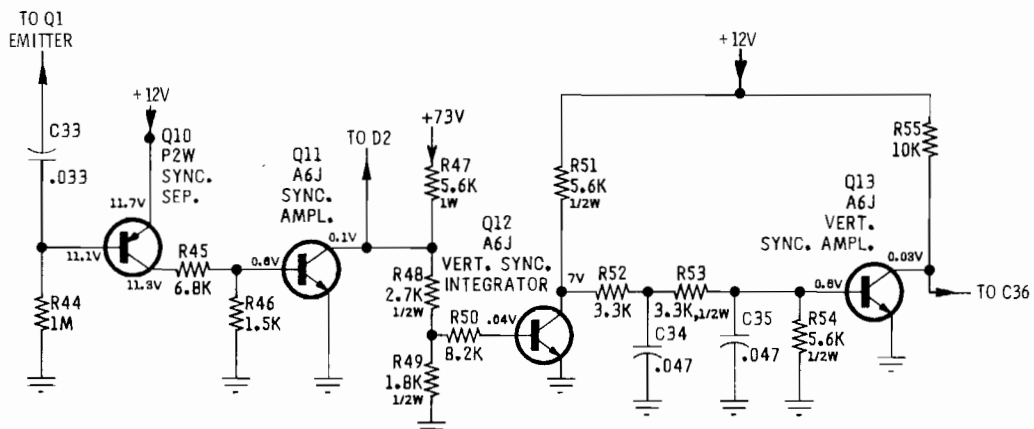 TO Q1
EMITTER
C33
.033
+12V
Q10
P2W
SYNC.
SEP.
11.7V
11.1V
11.3V
R44
1M
R45
6.8K
R46
1.5K
0.6V
Q11
A6J
SYNC.
AMPL.
0.1V
TO D2
+73V
R47
5.6K
1W
R48
2.7K
1/2W
R49
1.8K
1/2W
R50
8.2K
.04V
Q12
A6J
VERT. SYNC.
INTEGRATOR
+12V
R51
5.6K
1/2W
7V
R52
3.3K
R53
3.3K, 1/2W
C34
.047
C35
.047
R54
5.6K
1/2W
0.6V
Q13
A6J
VERT.
SYNC. AMPL.
0.03V
R55
10K
TO C36